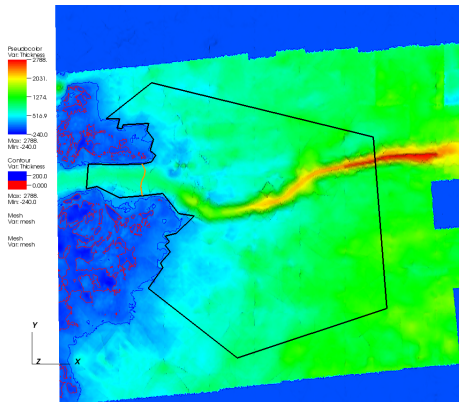 Pseudocolor
Var: Thickness
2788.
2031.
1274.
516.9
-240.0
Max: 2788.
Min: -240.0
Contour
Var: Thickness
200.0
0.000
Max: 2788.
Min: -240.0
Mesh
Var: mesh
Mesh
Var: mesh
Y
Z X